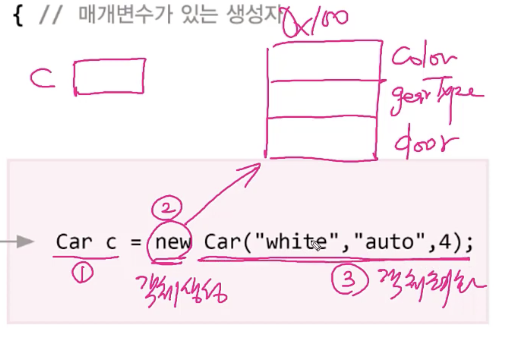 { // 매개변수가 있는 생성자
0x100
C
color
gearType
door
②
Car c = new Car("white","auto",4);
①
객체생성
③ 객체초기화